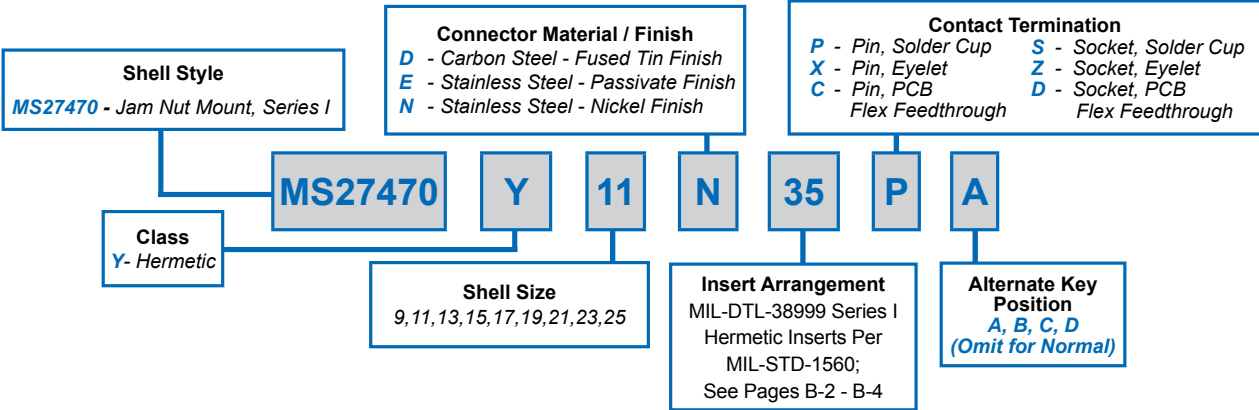 Shell Style
MS27470 - Jam Nut Mount, Series I
Connector Material / Finish
D - Carbon Steel - Fused Tin Finish
E - Stainless Steel - Passivate Finish
N - Stainless Steel - Nickel Finish
Contact Termination
P - Pin, Solder Cup
X - Pin, Eyelet
C - Pin, PCB
Flex Feedthrough
S - Socket, Solder Cup
Z - Socket, Eyelet
D - Socket, PCB
Flex Feedthrough
MS27470 Y 11 N 35 P A
Class
Y- Hermetic
Shell Size
9,11,13,15,17,19,21,23,25
Insert Arrangement
MIL-DTL-38999 Series I
Hermetic Inserts Per
MIL-STD-1560;
See Pages B-2 - B-4
Alternate Key
Position
A, B, C, D
(Omit for Normal)